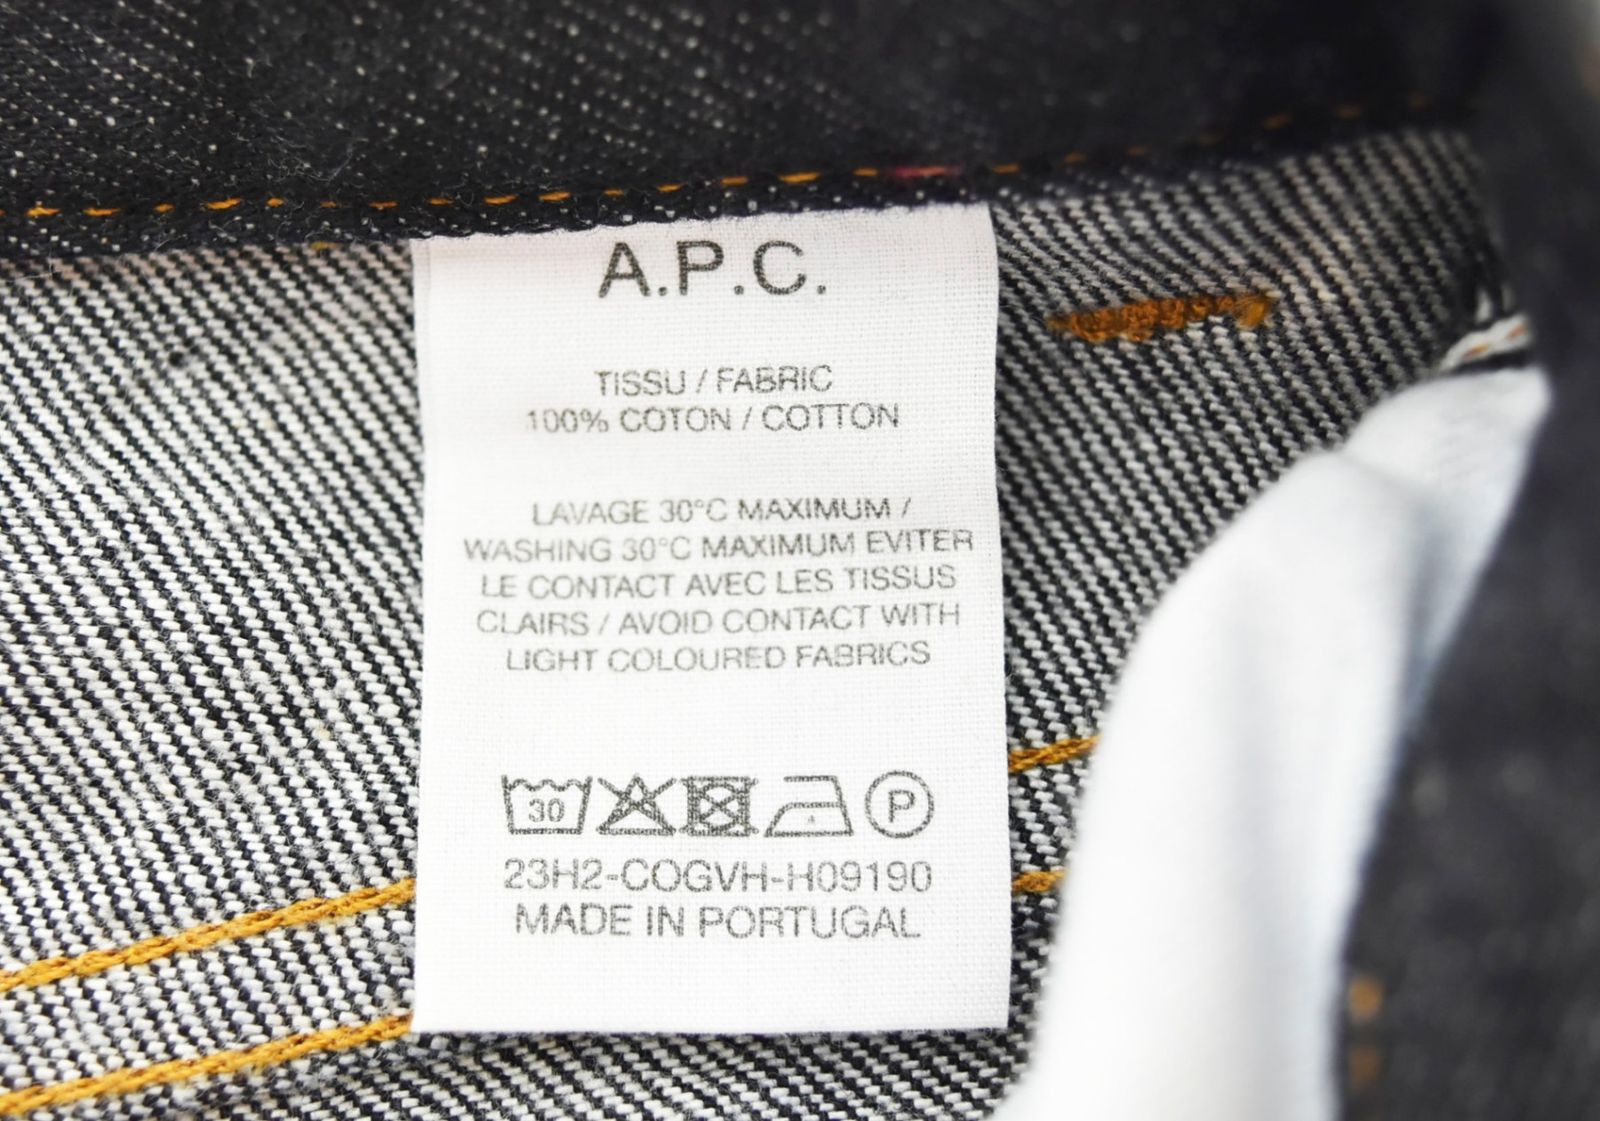 A.P.C.
TISSU / FABRIC
100% COTON / COTTON
LAVAGE 30°C MAXIMUM /
WASHING 30°C MAXIMUM EVITER
LE CONTACT AVEC LES TISSUS
CLAIRS / AVOID CONTACT WITH
LIGHT COLOURED FABRICS
30 P
23H2-COGVH-H09190
MADE IN PORTUGAL